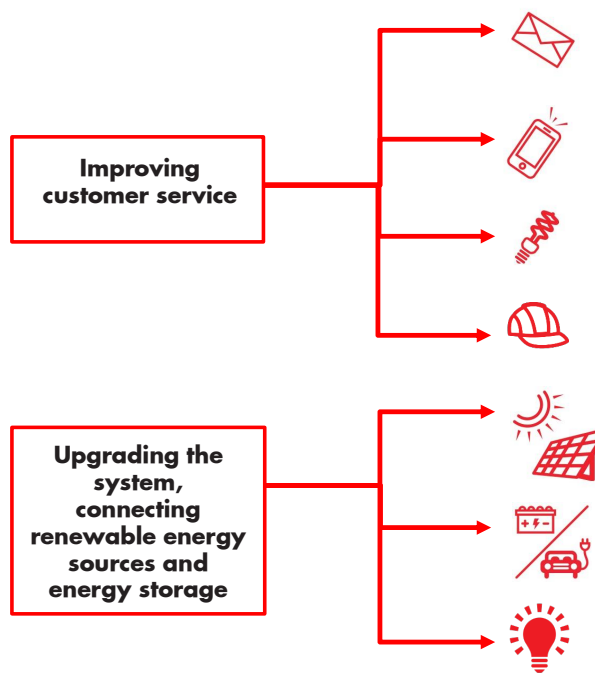 Improving
customer service
Upgrading the
system,
connecting
renewable energy
sources and
energy storage